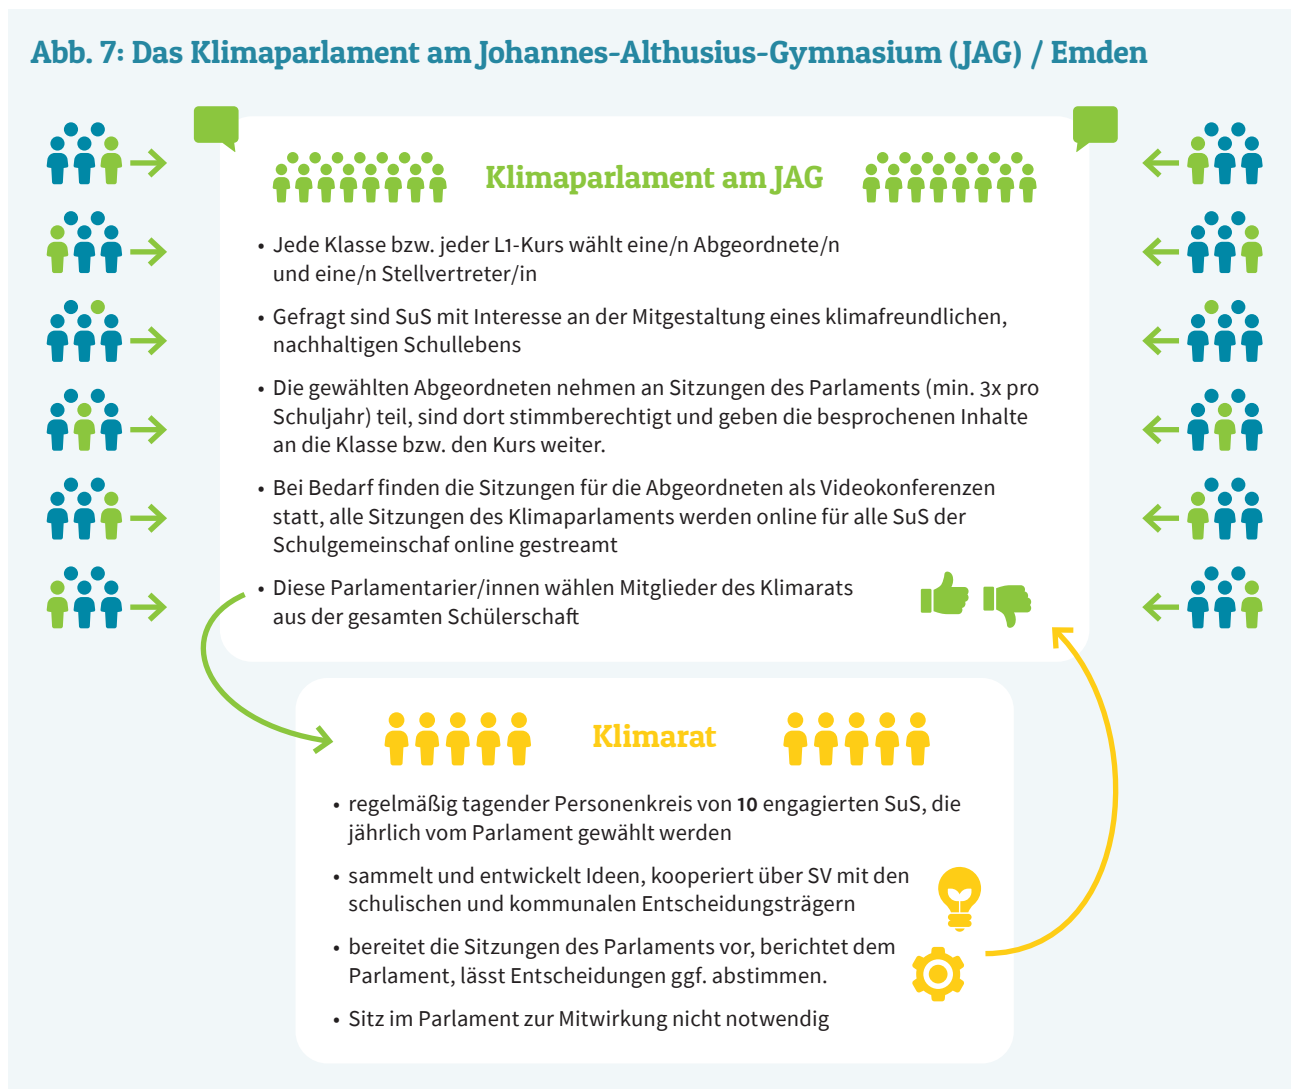 Abb. 7: Das Klimaparlament am Johannes-Althusius-Gymnasium (JAG) / Emden
Klimaparlament am JAG
• Jede Klasse bzw. jeder L1-Kurs wählt eine/n Abgeordnete/n
und eine/n Stellvertreter/in
• Gefragt sind SuS mit Interesse an der Mitgestaltung eines klimafreundlichen,
nachhaltigen Schullebens
• Die gewählten Abgeordneten nehmen an Sitzungen des Parlaments (min. 3x pro
Schuljahr) teil, sind dort stimmberechtigt und geben die besprochenen Inhalte
an die Klasse bzw. den Kurs weiter.
• Bei Bedarf finden die Sitzungen für die Abgeordneten als Videokonferenzen
statt, alle Sitzungen des Klimaparlaments werden online für alle SuS der
Schulgemeinschaf online gestreamt
• Diese Parlamentarier/innen wählen Mitglieder des Klimarats
aus der gesamten Schülerschaft
Klimarat
• regelmäßig tagender Personenkreis von 10 engagierten SuS, die
jährlich vom Parlament gewählt werden
• sammelt und entwickelt Ideen, kooperiert über SV mit den
schulischen und kommunalen Entscheidungsträgern
• bereitet die Sitzungen des Parlaments vor, berichtet dem
Parlament, lässt Entscheidungen ggf. abstimmen.
• Sitz im Parlament zur Mitwirkung nicht notwendig